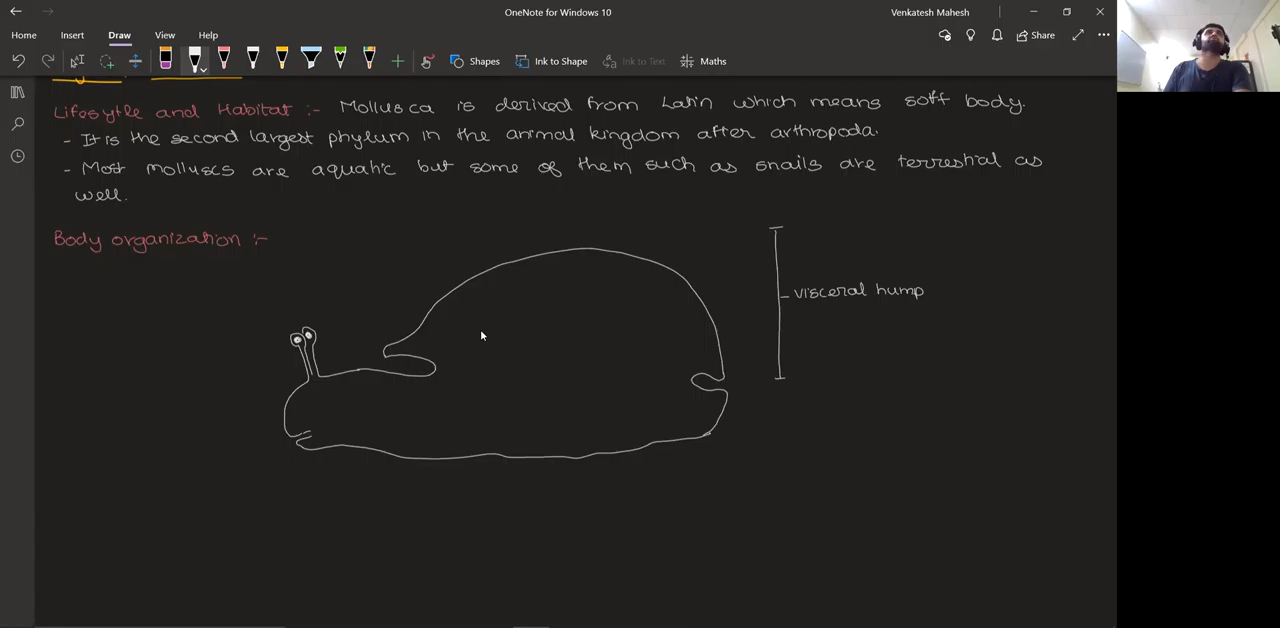 OneNote for Windows 10
Venkatesh Mahesh
Home Insert Draw View Help
Share
Shapes Ink to Shape Ink to Text Maths
Lifesytle and Habitat :- Mollusca is derived from Latin which means soft body.
- It is the second largest phylum in the animal kingdom after arthropoda.
- Most molluscs are aquatic but some of them such as snails are terrestial as
well.
Body organization :-
visceral hump